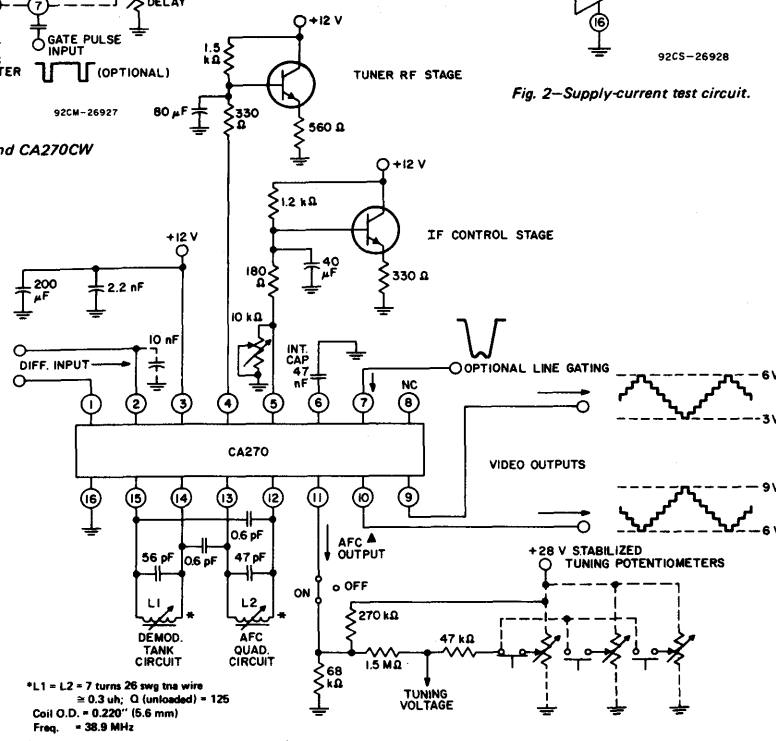 7
DELAY
GATE PULSE
INPUT
TER
(OPTIONAL)
92CM-26927
nd CA270CW
16
92CS-26928
Fig. 2—Supply-current test circuit.
+12 V
1.5
kΩ
TUNER RF STAGE
80 µF
330
Ω
560 Ω
+12 V
1.2 kΩ
IF CONTROL STAGE
40
µF
180
Ω
330 Ω
+12 V
200
µF
2.2 nF
10 kΩ
10 nF
DIFF. INPUT
INT.
CAP
47
nF
OPTIONAL LINE GATING
NC
1 2 3 4 5 6 7 8
6V
3V
CA270
VIDEO OUTPUTS
16 15 14 13 12 11 10 9
9V
6V
0.6 pF
0.6 pF
56 pF
47 pF
AFC
OUTPUT
ON
OFF
+28 V STABILIZED
TUNING POTENTIOMETERS
L1 *
L2 *
DEMOD.
TANK
CIRCUIT
AFC
QUAD.
CIRCUIT
270 kΩ
47 kΩ
1.5 MΩ
68
kΩ
TUNING
VOLTAGE
*L1 = L2 = 7 turns 26 swg tna wire
≅ 0.3 uh; Q (unloaded) = 125
Coil O.D. = 0.220" (5.6 mm)
Freq. = 38.9 MHz